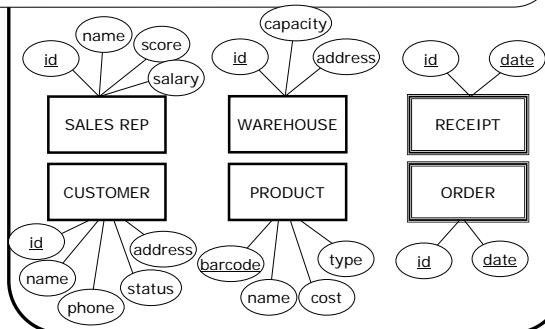 name
score
id
salary
SALES REP
capacity
id
address
WAREHOUSE
id
date
RECEIPT
CUSTOMER
id
name
phone
status
address
PRODUCT
barcode
name
cost
type
ORDER
id
date